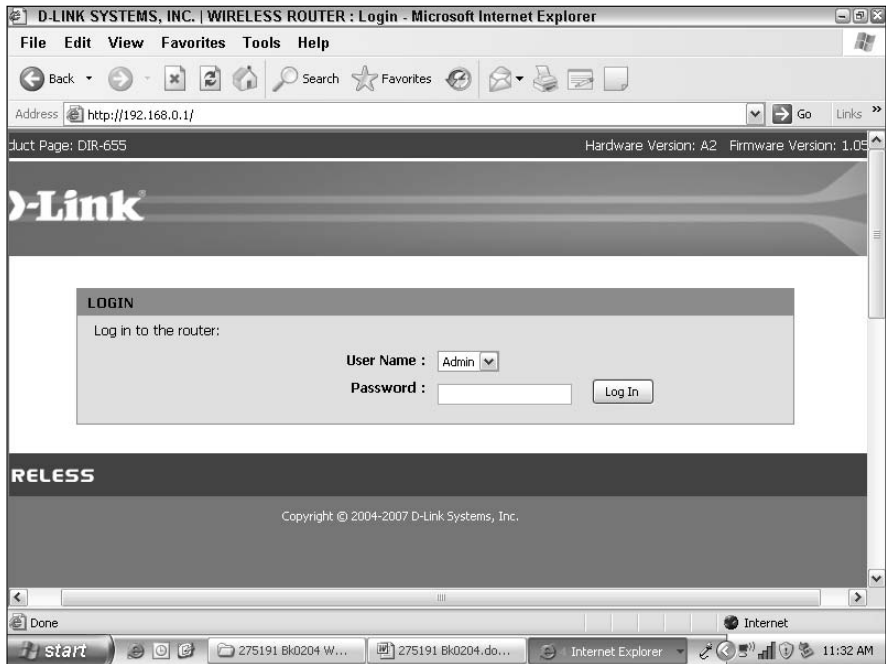 D-LINK SYSTEMS, INC. | WIRELESS ROUTER : Login - Microsoft Internet Explorer
File Edit View Favorites Tools Help
Back Search Favorites
Address http://192.168.0.1/ Go Links »
duct Page: DIR-655 Hardware Version: A2 Firmware Version: 1.05
D-Link
LOGIN
Log in to the router:
User Name : Admin
Password : Log In
RELESS
Copyright © 2004-2007 D-Link Systems, Inc.
Done Internet
start 275191 Bk0204 W... 275191 Bk0204.do... 4 Internet Explorer 11:32 AM